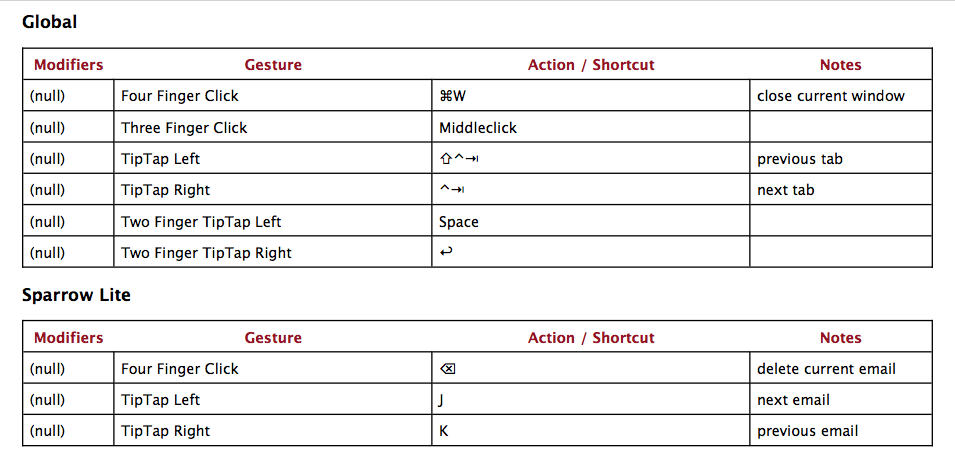 Global
Modifiers Gesture Action / Shortcut Notes
(null) Four Finger Click ⌘W close current window
(null) Three Finger Click Middleclick
(null) TipTap Left ⇧^⇥ previous tab
(null) TipTap Right ^⇥ next tab
(null) Two Finger TipTap Left Space
(null) Two Finger TipTap Right ↩
Sparrow Lite
Modifiers Gesture Action / Shortcut Notes
(null) Four Finger Click ⌫ delete current email
(null) TipTap Left J next email
(null) TipTap Right K previous email